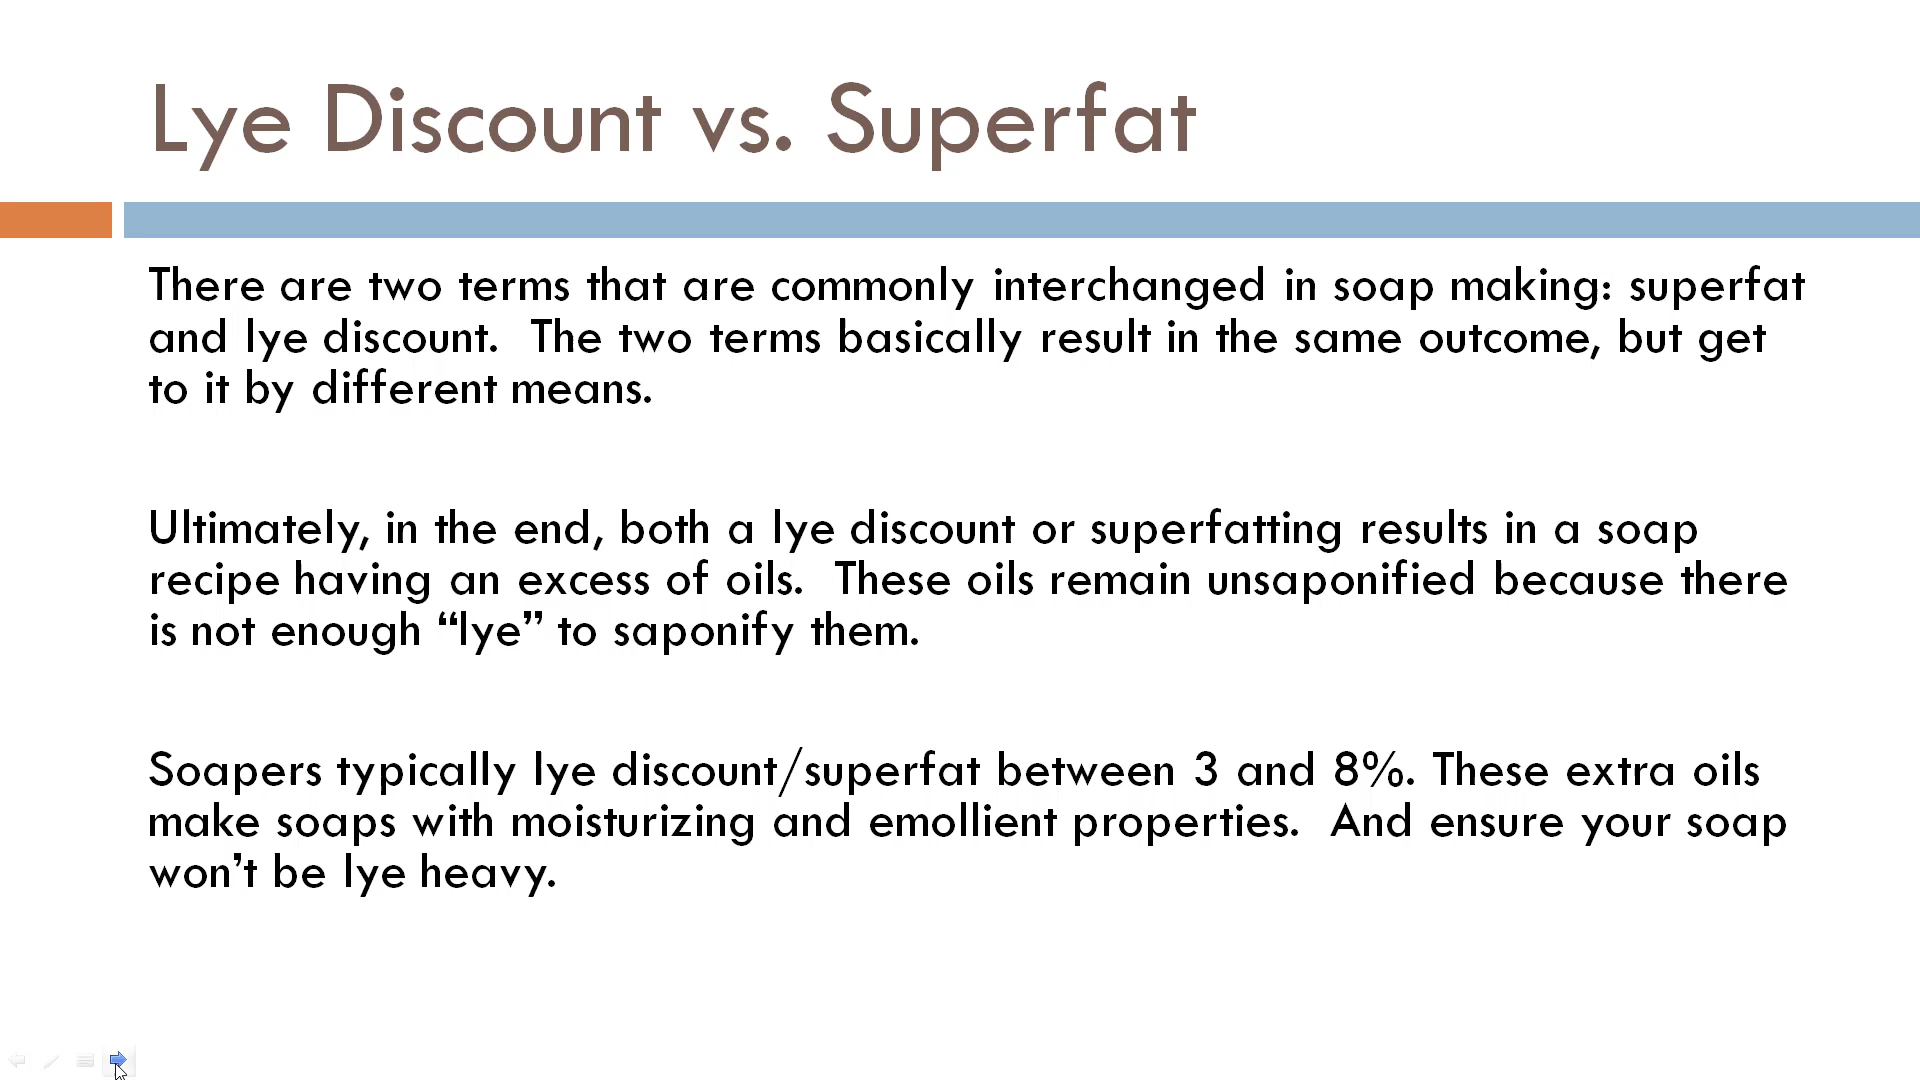 Lye Discount vs. Superfat
There are two terms that are commonly interchanged in soap making: superfat
and lye discount.  The two terms basically result in the same outcome, but get
to it by different means.
Ultimately, in the end, both a lye discount or superfatting results in a soap
recipe having an excess of oils.  These oils remain unsaponified because there
is not enough “lye” to saponify them.
Soapers typically lye discount/superfat between 3 and 8%. These extra oils
make soaps with moisturizing and emollient properties.  And ensure your soap
won’t be lye heavy.